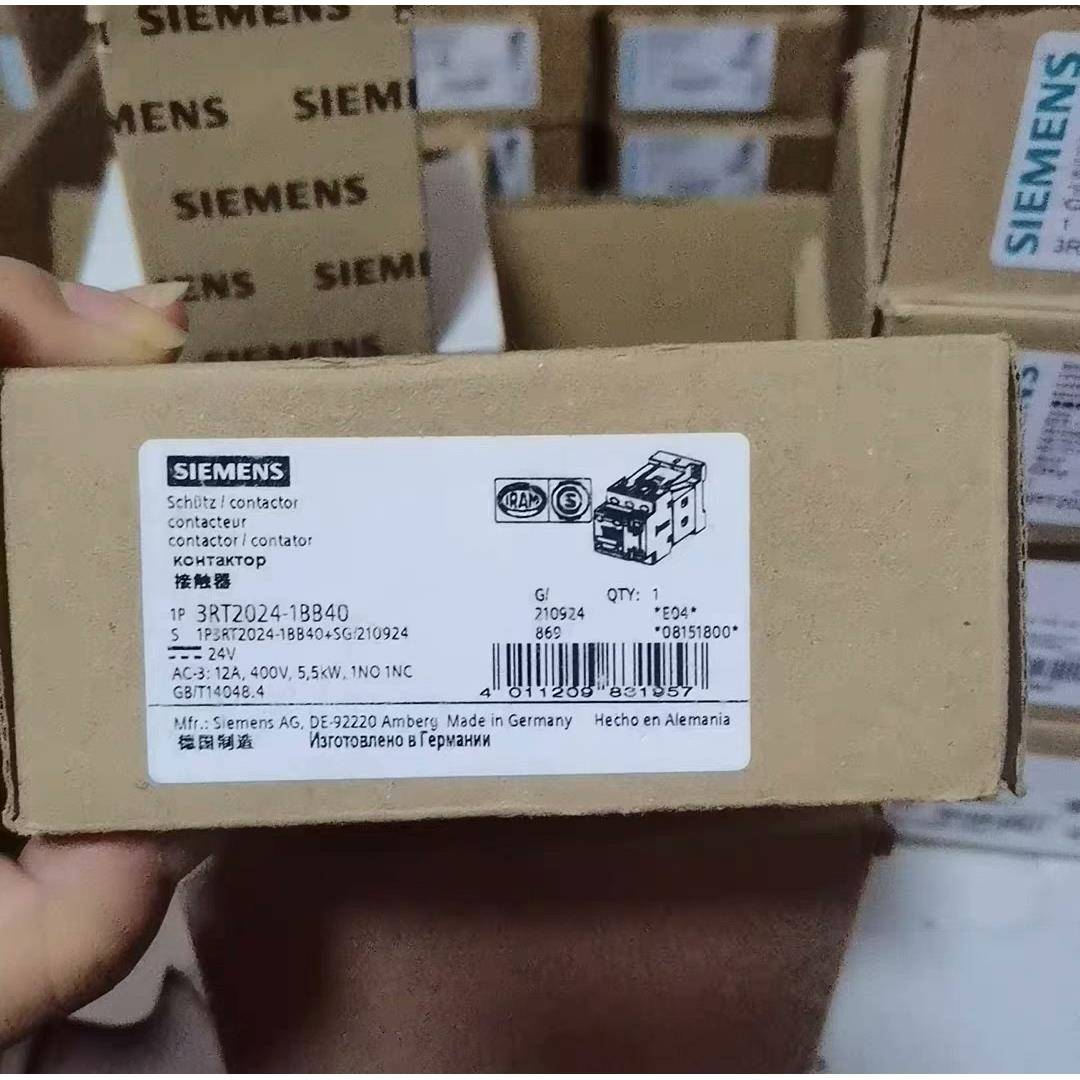 SIEMENS
MENS SIEM
SIEMENS
ENS SIEM
SIEMENS
SIEMENS
SIEMENS
Schütz / contactor
contacteur
contactor / contator
контактор
接触器
IRAM S
1P 3RT2024-1BB40
S 1P3RT2024-1BB40+SG/210924
24V
AC-3: 12A, 400V, 5,5kW, 1NO 1NC
GB/T14048.4
G/ QTY: 1
210924 *E04*
869 *08151800*
4 011209 831957
Mfr.: Siemens AG, DE-92220 Amberg Made in Germany Hecho en Alemania
德国制造 Изготовлено в Германии